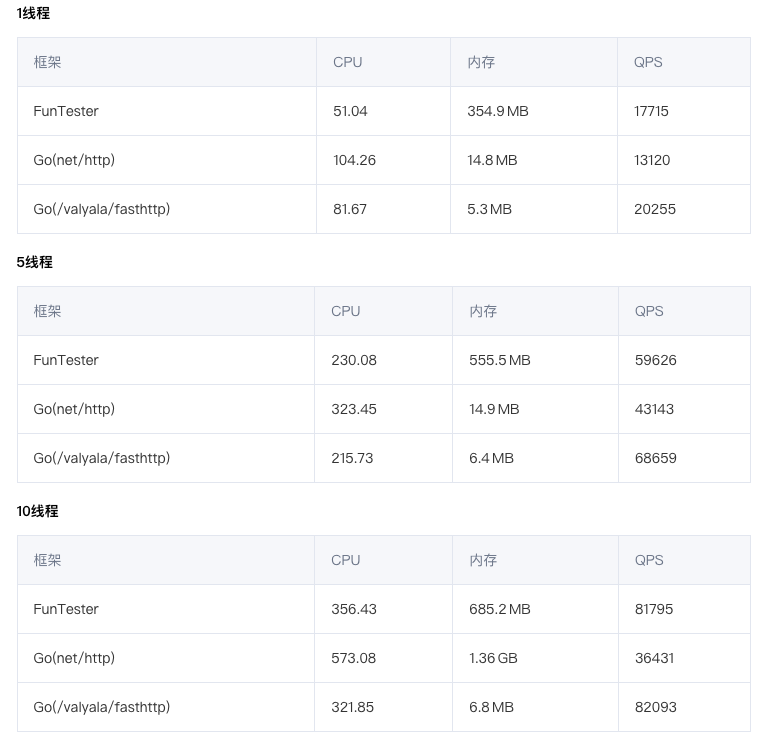 1线程
框架 CPU 内存 QPS
FunTester 51.04 354.9 MB 17715
Go(net/http) 104.26 14.8 MB 13120
Go(/valyala/fasthttp) 81.67 5.3 MB 20255
5线程
框架 CPU 内存 QPS
FunTester 230.08 555.5 MB 59626
Go(net/http) 323.45 14.9 MB 43143
Go(/valyala/fasthttp) 215.73 6.4 MB 68659
10线程
框架 CPU 内存 QPS
FunTester 356.43 685.2 MB 81795
Go(net/http) 573.08 1.36 GB 36431
Go(/valyala/fasthttp) 321.85 6.8 MB 82093